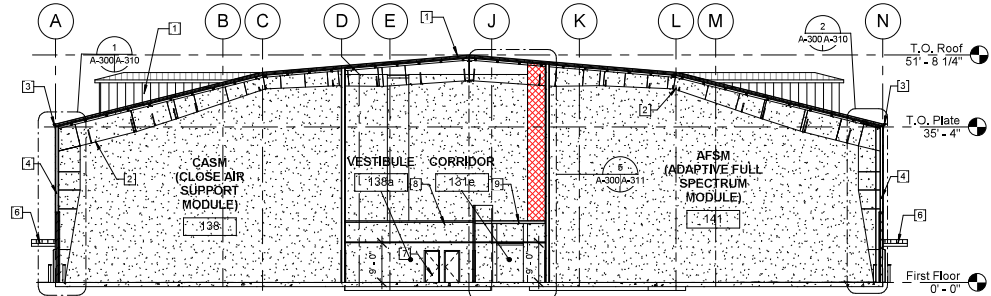 A
B
C
D
E
J
K
L
M
N
1
A-300 A-310
1
1
2
A-300 A-310
T.O. Roof
51' - 8 1/4"
3
3
T.O. Plate
35' - 4"
2
2
CASM
(CLOSE AIR
SUPPORT
MODULE)
138
VESTIBULE
138a
CORRIDOR
131e
8
9
A-300 A-311
AFSM
(ADAPTIVE FULL
SPECTRUM
MODULE)
141
4
4
6
6
7
9' - 0"
9' - 0"
First Floor
0' - 0"